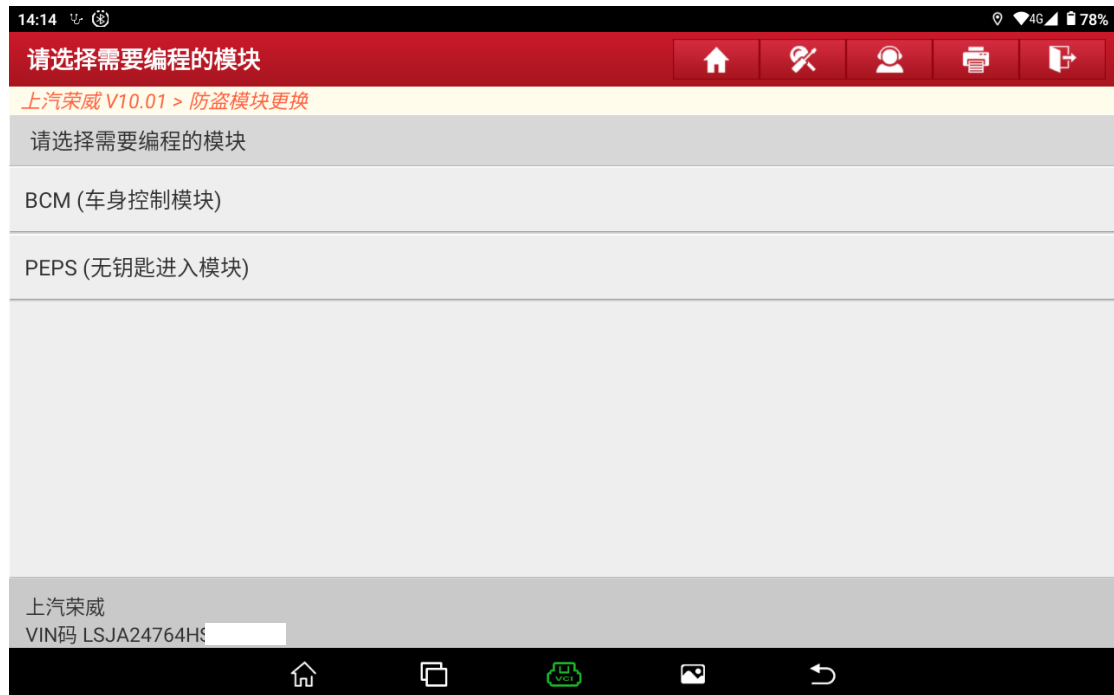 14:14 4G 78%
请选择需要编程的模块
上汽荣威 V10.01 > 防盗模块更换
请选择需要编程的模块
BCM (车身控制模块)
PEPS (无钥匙进入模块)
上汽荣威
VIN码 LSJA24764HS
VCI